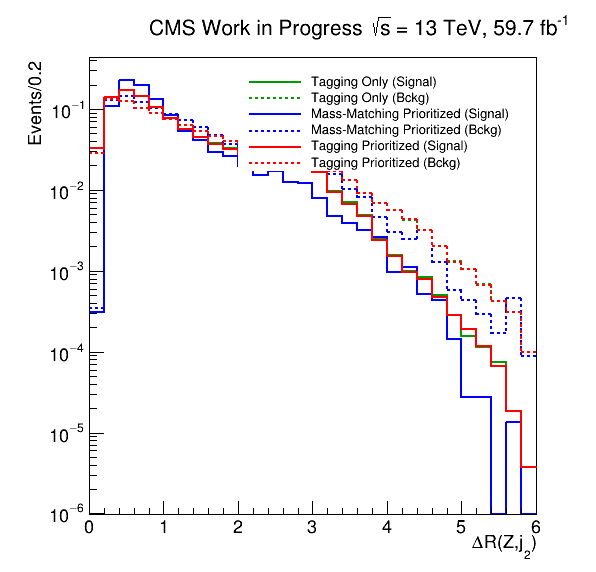 CMS Work in Progress √s = 13 TeV, 59.7 fb⁻¹
Events/0.2
Tagging Only (Signal)
Tagging Only (Bckg)
Mass-Matching Prioritized (Signal)
Mass-Matching Prioritized (Bckg)
Tagging Prioritized (Signal)
Tagging Prioritized (Bckg)
10⁻¹
10⁻²
10⁻³
10⁻⁴
10⁻⁵
10⁻⁶
0 1 2 3 4 5 6
ΔR(Z,j₂)